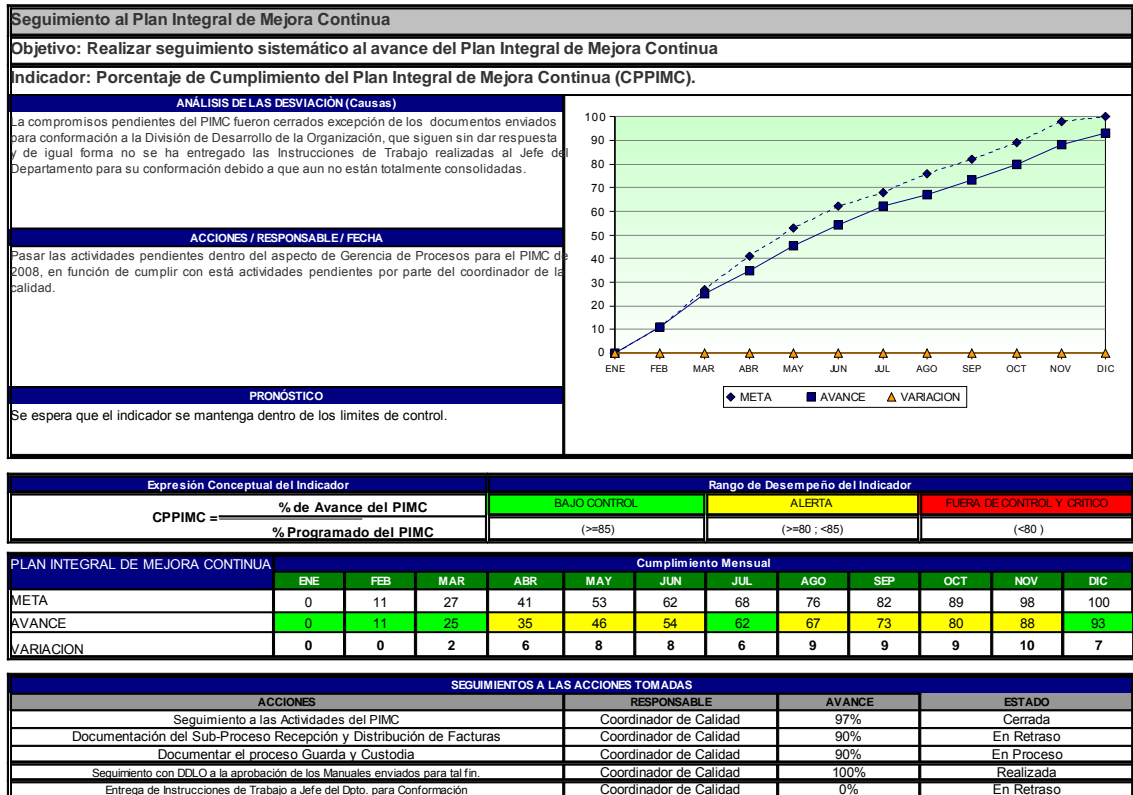 Seguimiento al Plan Integral de Mejora Continua
Objetivo: Realizar seguimiento sistemático al avance del Plan Integral de Mejora Continua
Indicador: Porcentaje de Cumplimiento del Plan Integral de Mejora Continua (CPPIMC).
ANÁLISIS DE LAS DESVIACIÒN (Causas)
La compromisos pendientes del PIMC fueron cerrados excepción de los documentos enviados
para conformación a la División de Desarrollo de la Organización, que siguen sin dar respuesta
y de igual forma no se ha entregado las Instrucciones de Trabajo realizadas al Jefe del
Departamento para su conformación debido a que aun no están totalmente consolidadas.
ACCIONES / RESPONSABLE / FECHA
Pasar las actividades pendientes dentro del aspecto de Gerencia de Procesos para el PIMC de
2008, en función de cumplir con está actividades pendientes por parte del coordinador de la
calidad.
PRONÓSTICO
Se espera que el indicador se mantenga dentro de los limites de control.
100
90
80
70
60
50
40
30
20
10
0
ENE FEB MAR ABR MAY JUN JUL AGO SEP OCT NOV DIC
META AVANCE VARIACION
Expresión Conceptual del Indicador Rango de Desempeño del Indicador
CPPIMC = % de Avance del PIMC
% Programado del PIMC
BAJO CONTROL ALERTA FUERA DE CONTROL Y CRITICO
(>=85) (>=80 ; <85) (<80 )
PLAN INTEGRAL DE MEJORA CONTINUA Cumplimiento Mensual
ENE FEB MAR ABR MAY JUN JUL AGO SEP OCT NOV DIC
META 0 11 27 41 53 62 68 76 82 89 98 100
AVANCE 0 11 25 35 46 54 62 67 73 80 88 93
VARIACION 0 0 2 6 8 8 6 9 9 9 10 7
SEGUIMIENTOS A LAS ACCIONES TOMADAS
ACCIONES RESPONSABLE AVANCE ESTADO
Seguimiento a las Actividades del PIMC Coordinador de Calidad 97% Cerrada
Documentación del Sub-Proceso Recepción y Distribución de Facturas Coordinador de Calidad 90% En Retraso
Documentar el proceso Guarda y Custodia Coordinador de Calidad 90% En Proceso
Seguimiento con DDLO a la aprobación de los Manuales enviados para tal fin. Coordinador de Calidad 100% Realizada
Entrega de Instrucciones de Trabajo a Jefe del Dpto. para Conformación Coordinador de Calidad 0% En Retraso